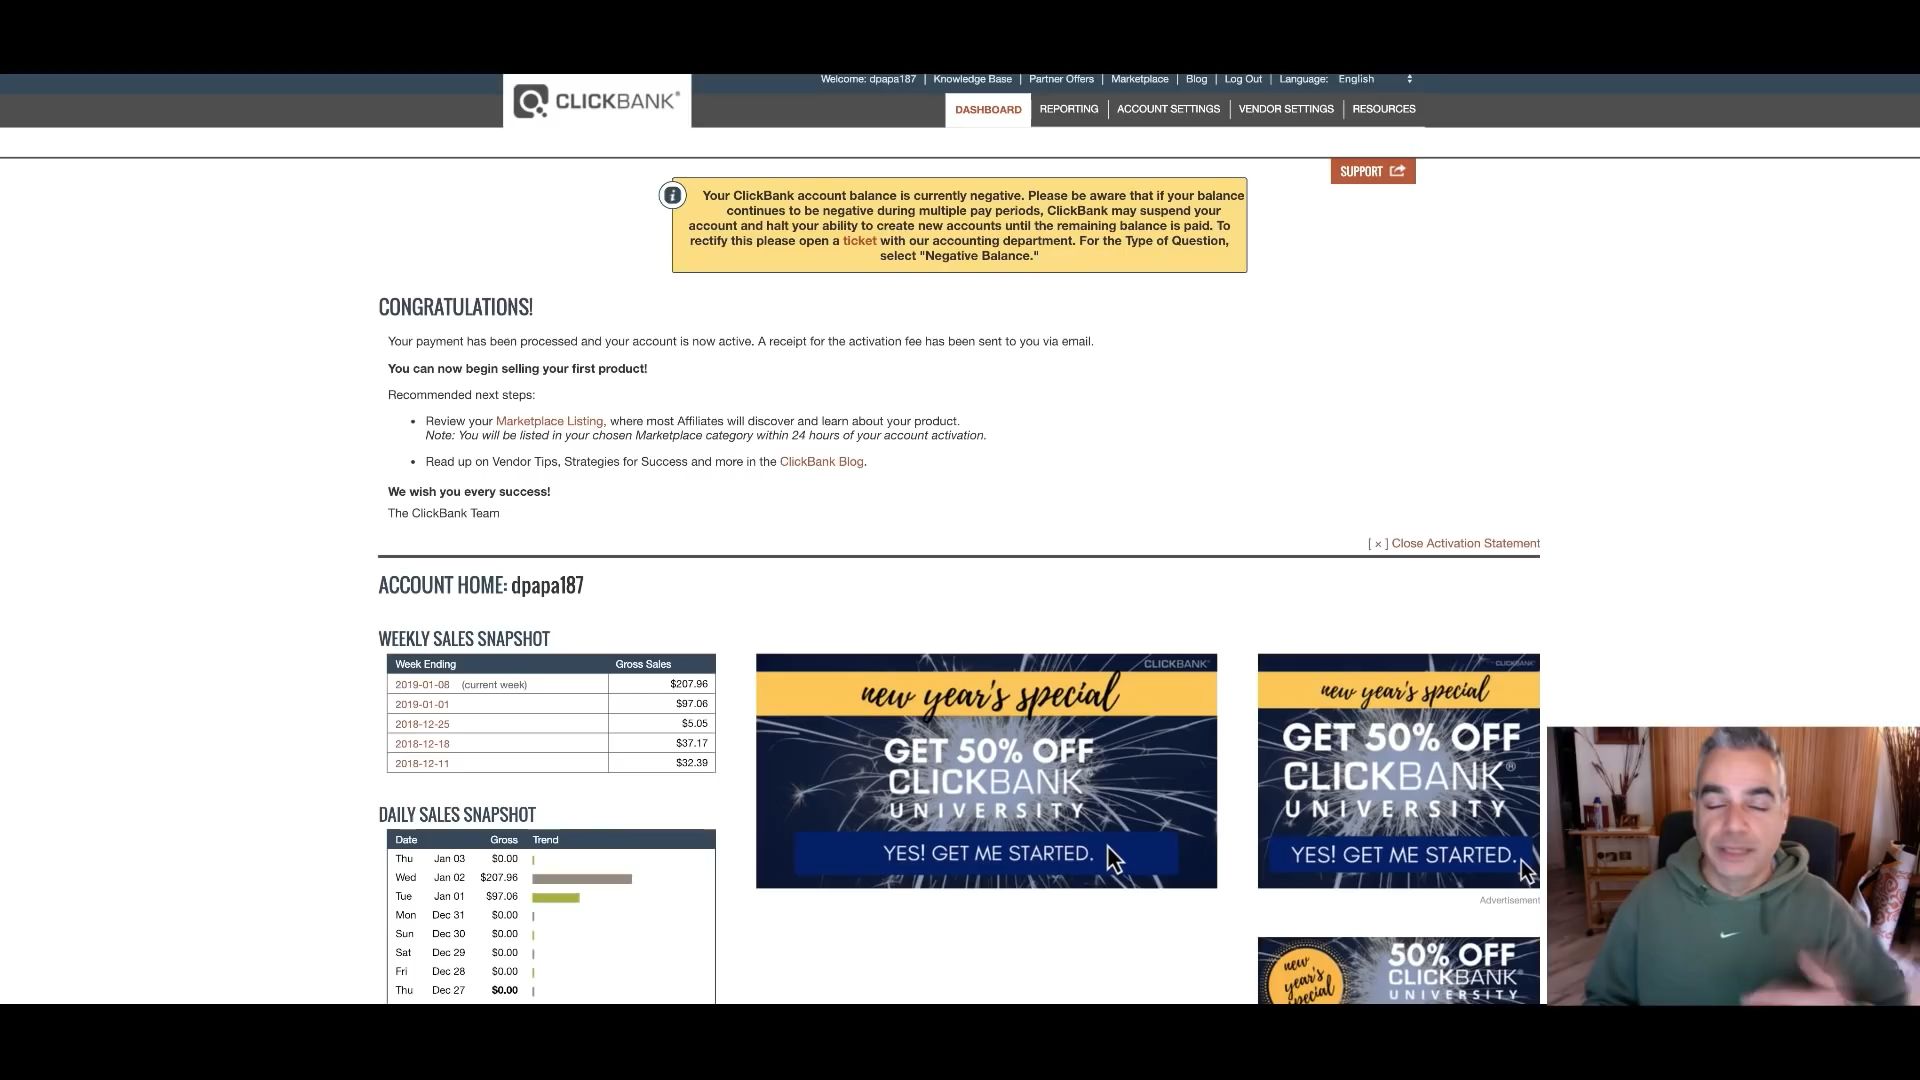 Welcome: dpapa187 | Knowledge Base | Partner Offers | Marketplace | Blog | Log Out | Language: English
CLICKBANK®
DASHBOARD REPORTING ACCOUNT SETTINGS VENDOR SETTINGS RESOURCES
SUPPORT
Your ClickBank account balance is currently negative. Please be aware that if your balance
continues to be negative during multiple pay periods, ClickBank may suspend your
account and halt your ability to create new accounts until the remaining balance is paid. To
rectify this please open a ticket with our accounting department. For the Type of Question,
select "Negative Balance."
CONGRATULATIONS!
Your payment has been processed and your account is now active. A receipt for the activation fee has been sent to you via email.
You can now begin selling your first product!
Recommended next steps:
• Review your Marketplace Listing, where most Affiliates will discover and learn about your product.
Note: You will be listed in your chosen Marketplace category within 24 hours of your account activation.
• Read up on Vendor Tips, Strategies for Success and more in the ClickBank Blog.
We wish you every success!
The ClickBank Team
[ × ] Close Activation Statement
ACCOUNT HOME: dpapa187
WEEKLY SALES SNAPSHOT
Week Ending Gross Sales
2019-01-08 (current week) $207.96
2019-01-01 $97.06
2018-12-25 $5.05
2018-12-18 $37.17
2018-12-11 $32.39
DAILY SALES SNAPSHOT
Date Gross Trend
Thu Jan 03 $0.00
Wed Jan 02 $207.96
Tue Jan 01 $97.06
Mon Dec 31 $0.00
Sun Dec 30 $0.00
Sat Dec 29 $0.00
Fri Dec 28 $0.00
Thu Dec 27 $0.00
CLICKBANK
new year's special
GET 50% OFF
CLICKBANK
UNIVERSITY
YES! GET ME STARTED.
CLICKBANK
new year's special
GET 50% OFF
CLICKBANK®
UNIVERSITY
YES! GET ME STARTED.
Advertisement
new
year's
special
50% OFF
CLICKBANK
UNIVERSITY